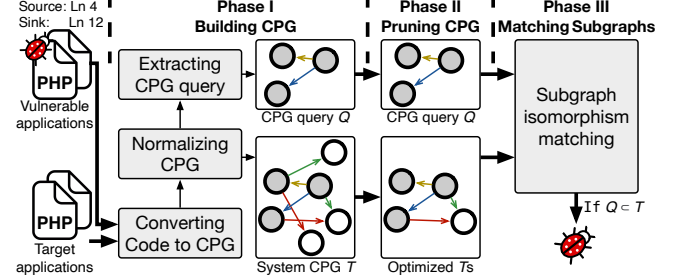 Source: Ln 4
Sink: Ln 12
Phase I
Building CPG
Phase II
Pruning CPG
Phase III
Matching Subgraphs
PHP
Vulnerable
applications
Extracting
CPG query
CPG query Q
CPG query Q
Normalizing
CPG
Subgraph
isomorphism
matching
PHP
Target
applications
Converting
Code to CPG
System CPG T
Optimized Ts
If Q ⊂ T